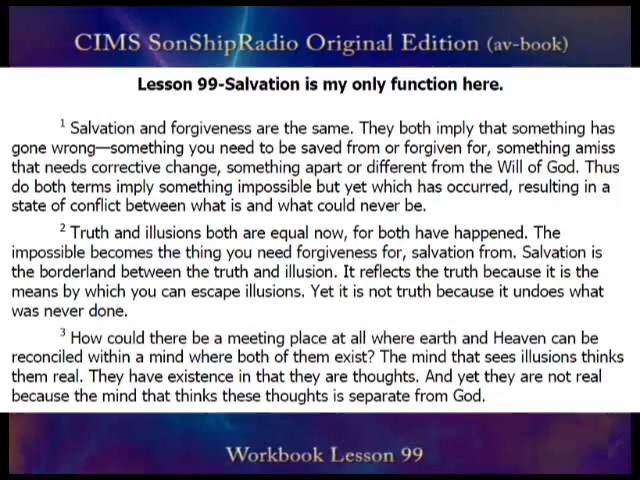 CIMS SonShipRadio Original Edition (av-book)
Lesson 99-Salvation is my only function here.
1 Salvation and forgiveness are the same. They both imply that something has
gone wrong—something you need to be saved from or forgiven for, something amiss
that needs corrective change, something apart or different from the Will of God. Thus
do both terms imply something impossible but yet which has occurred, resulting in a
state of conflict between what is and what could never be.
2 Truth and illusions both are equal now, for both have happened. The
impossible becomes the thing you need forgiveness for, salvation from. Salvation is
the borderland between the truth and illusion. It reflects the truth because it is the
means by which you can escape illusions. Yet it is not truth because it undoes what
was never done.
3 How could there be a meeting place at all where earth and Heaven can be
reconciled within a mind where both of them exist? The mind that sees illusions thinks
them real. They have existence in that they are thoughts. And yet they are not real
because the mind that thinks these thoughts is separate from God.
Workbook Lesson 99